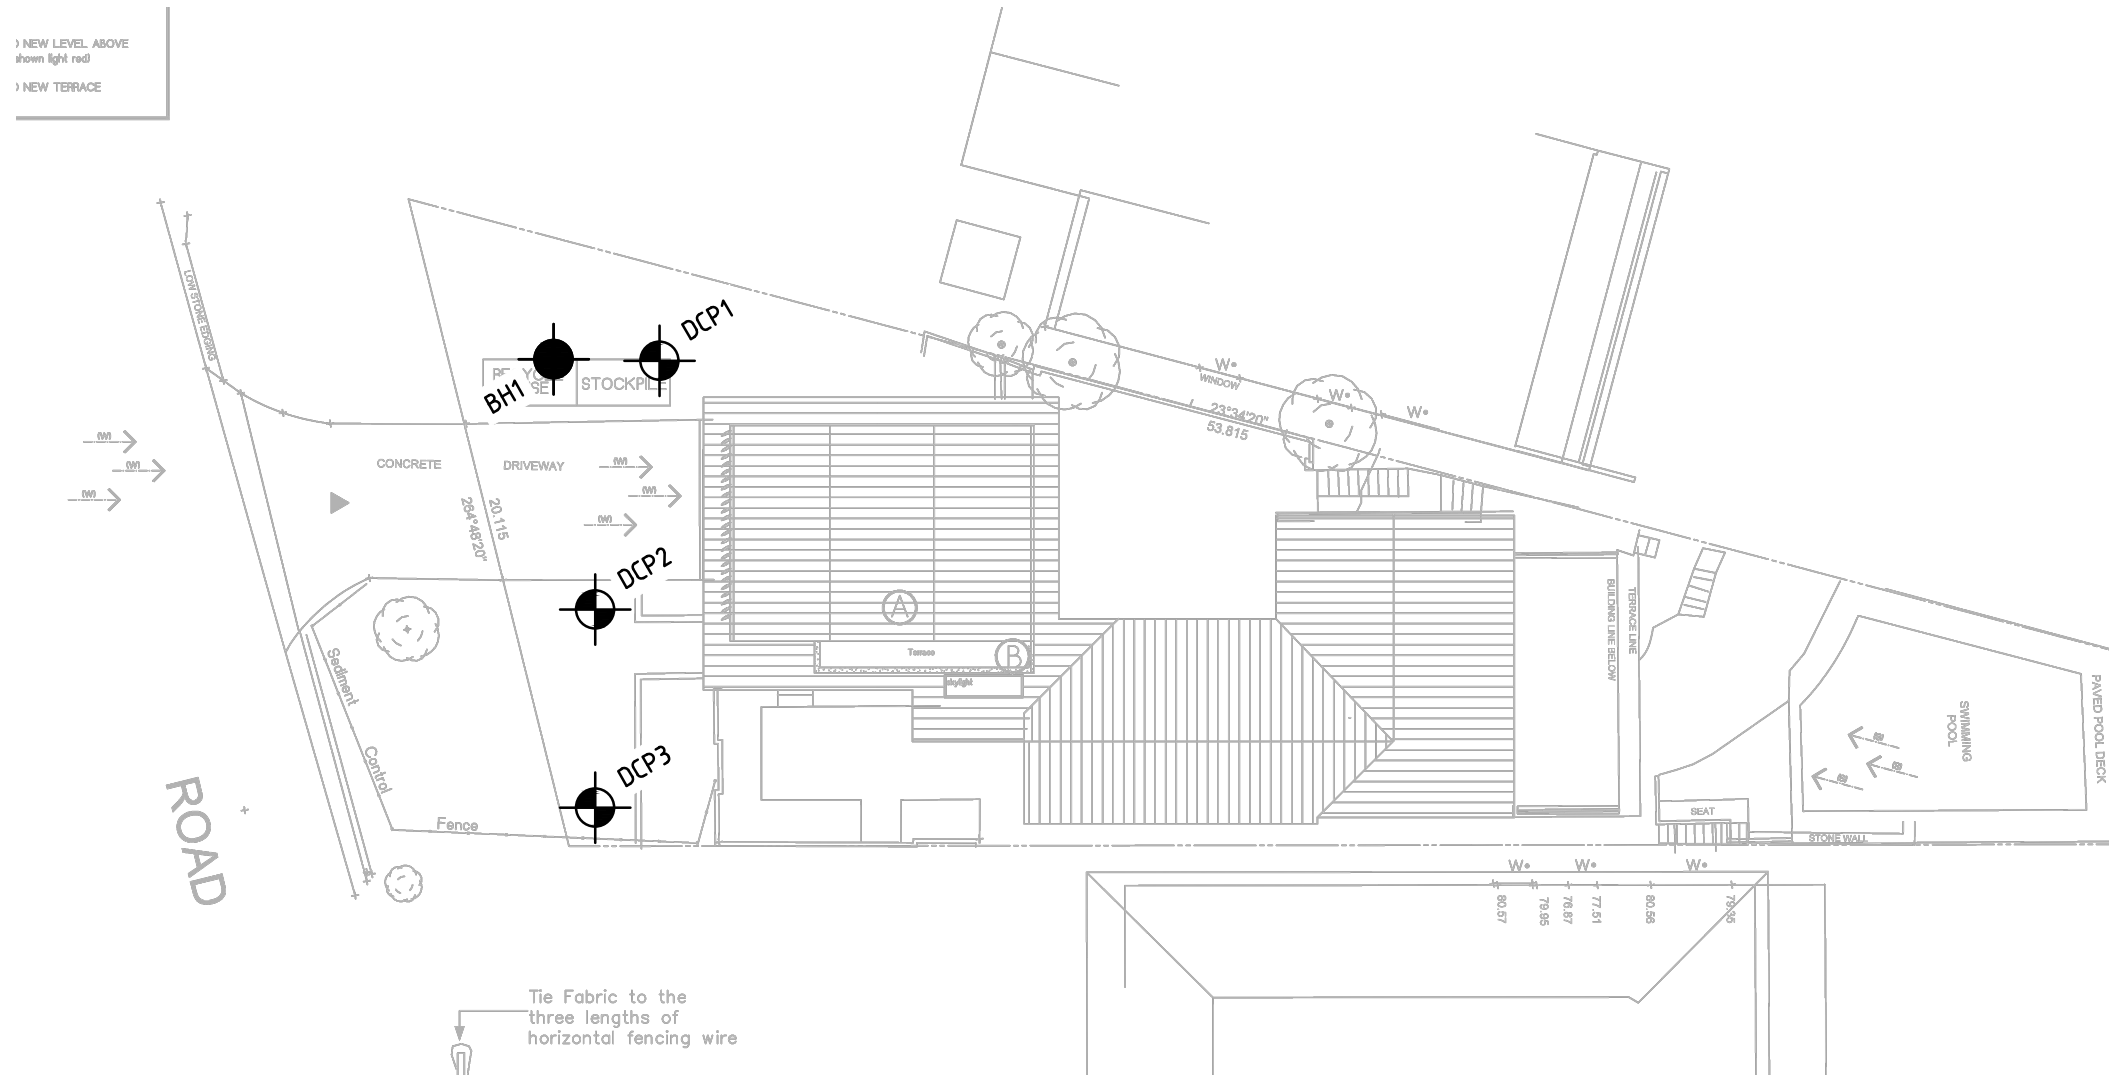 NEW LEVEL ABOVE
shown light red)
NEW TERRACE
LOW STONE EDGING
DCP1
BH1
STOCKPILE
W
WINDOW
W
W
23°34'20"
53.815
(W)
(W)
(W)
CONCRETE DRIVEWAY
(W)
(W)
(W)
20.115
264°48'20"
DCP2
A
B
Terrace
skylight
BUILDING LINE BELOW
TERRACE LINE
Sediment
Control
Fence
DCP3
SWIMMING
POOL
PAVED POOL DECK
SEAT
STONE WALL
ROAD
W
W
W
80.57
79.95
76.87
77.51
80.56
79.35
Tie Fabric to the
three lengths of
horizontal fencing wire